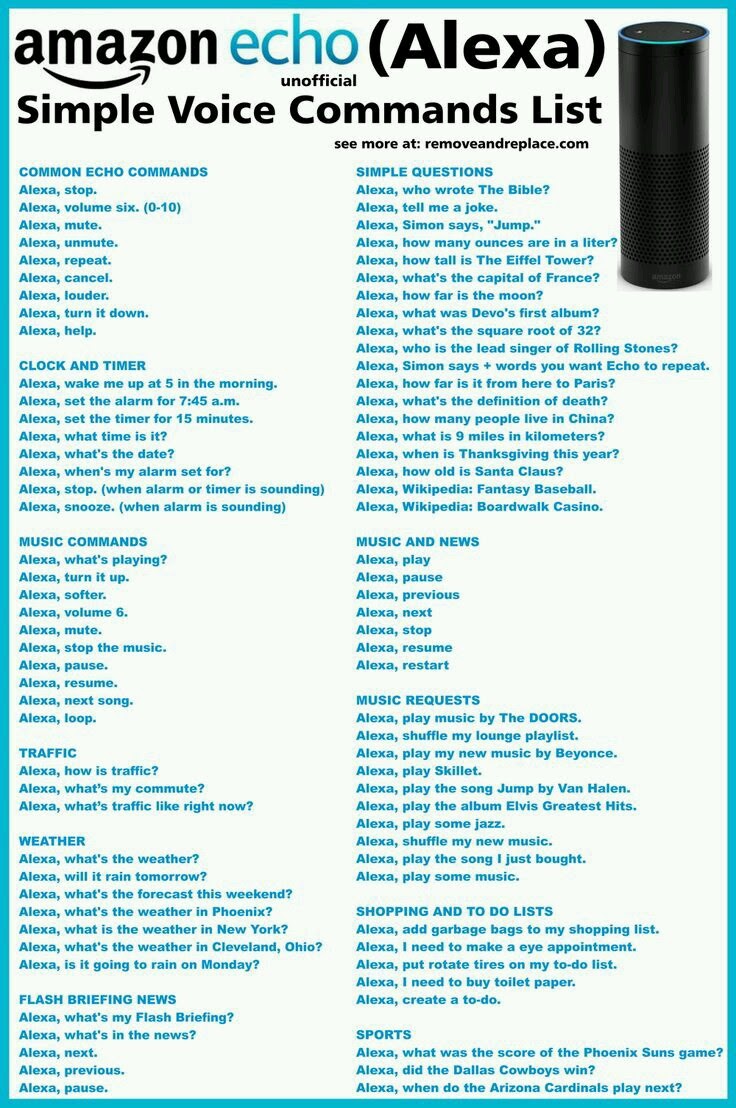 amazon echo (Alexa)
unofficial
Simple Voice Commands List
see more at: removeandreplace.com
COMMON ECHO COMMANDS
Alexa, stop.
Alexa, volume six. (0-10)
Alexa, mute.
Alexa, unmute.
Alexa, repeat.
Alexa, cancel.
Alexa, louder.
Alexa, turn it down.
Alexa, help.
CLOCK AND TIMER
Alexa, wake me up at 5 in the morning.
Alexa, set the alarm for 7:45 a.m.
Alexa, set the timer for 15 minutes.
Alexa, what time is it?
Alexa, what's the date?
Alexa, when's my alarm set for?
Alexa, stop. (when alarm or timer is sounding)
Alexa, snooze. (when alarm is sounding)
MUSIC COMMANDS
Alexa, what's playing?
Alexa, turn it up.
Alexa, softer.
Alexa, volume 6.
Alexa, mute.
Alexa, stop the music.
Alexa, pause.
Alexa, resume.
Alexa, next song.
Alexa, loop.
TRAFFIC
Alexa, how is traffic?
Alexa, what’s my commute?
Alexa, what’s traffic like right now?
WEATHER
Alexa, what's the weather?
Alexa, will it rain tomorrow?
Alexa, what's the forecast this weekend?
Alexa, what's the weather in Phoenix?
Alexa, what is the weather in New York?
Alexa, what's the weather in Cleveland, Ohio?
Alexa, is it going to rain on Monday?
FLASH BRIEFING NEWS
Alexa, what's my Flash Briefing?
Alexa, what's in the news?
Alexa, next.
Alexa, previous.
Alexa, pause.
SIMPLE QUESTIONS
Alexa, who wrote The Bible?
Alexa, tell me a joke.
Alexa, Simon says, "Jump."
Alexa, how many ounces are in a liter?
Alexa, how tall is The Eiffel Tower?
Alexa, what's the capital of France?
Alexa, how far is the moon?
Alexa, what was Devo's first album?
Alexa, what's the square root of 32?
Alexa, who is the lead singer of Rolling Stones?
Alexa, Simon says + words you want Echo to repeat.
Alexa, how far is it from here to Paris?
Alexa, what's the definition of death?
Alexa, how many people live in China?
Alexa, what is 9 miles in kilometers?
Alexa, when is Thanksgiving this year?
Alexa, how old is Santa Claus?
Alexa, Wikipedia: Fantasy Baseball.
Alexa, Wikipedia: Boardwalk Casino.
MUSIC AND NEWS
Alexa, play
Alexa, pause
Alexa, previous
Alexa, next
Alexa, stop
Alexa, resume
Alexa, restart
MUSIC REQUESTS
Alexa, play music by The DOORS.
Alexa, shuffle my lounge playlist.
Alexa, play my new music by Beyonce.
Alexa, play Skillet.
Alexa, play the song Jump by Van Halen.
Alexa, play the album Elvis Greatest Hits.
Alexa, play some jazz.
Alexa, shuffle my new music.
Alexa, play the song I just bought.
Alexa, play some music.
SHOPPING AND TO DO LISTS
Alexa, add garbage bags to my shopping list.
Alexa, I need to make a eye appointment.
Alexa, put rotate tires on my to-do list.
Alexa, I need to buy toilet paper.
Alexa, create a to-do.
SPORTS
Alexa, what was the score of the Phoenix Suns game?
Alexa, did the Dallas Cowboys win?
Alexa, when do the Arizona Cardinals play next?
amazon